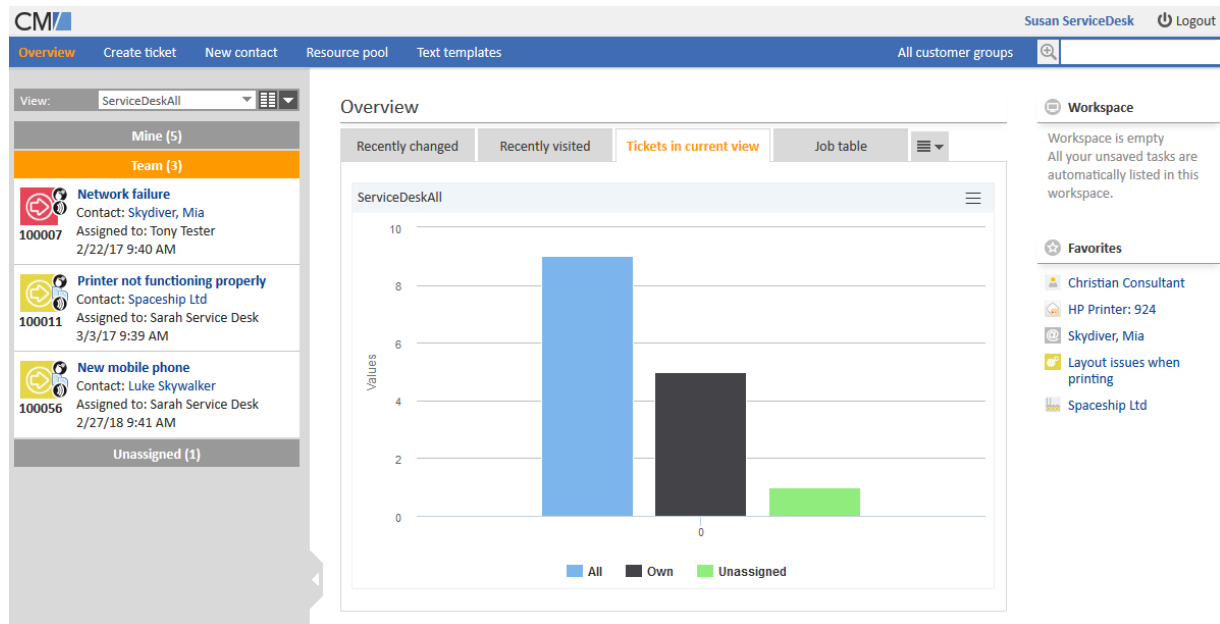 CM/
Susan ServiceDesk
Logout
Overview
Create ticket
New contact
Resource pool
Text templates
All customer groups
View:
ServiceDeskAll
Mine (5)
Team (3)
Network failure
Contact: Skydiver, Mia
Assigned to: Tony Tester
100007
2/22/17 9:40 AM
Printer not functioning properly
Contact: Spaceship Ltd
Assigned to: Sarah Service Desk
100011
3/3/17 9:39 AM
New mobile phone
Contact: Luke Skywalker
Assigned to: Sarah Service Desk
100056
2/27/18 9:41 AM
Unassigned (1)
Overview
Recently changed
Recently visited
Tickets in current view
Job table
ServiceDeskAll
10
8
6
4
2
0
Values
0
All
Own
Unassigned
Workspace
Workspace is empty
All your unsaved tasks are
automatically listed in this
workspace.
Favorites
Christian Consultant
HP Printer: 924
Skydiver, Mia
Layout issues when
printing
Spaceship Ltd